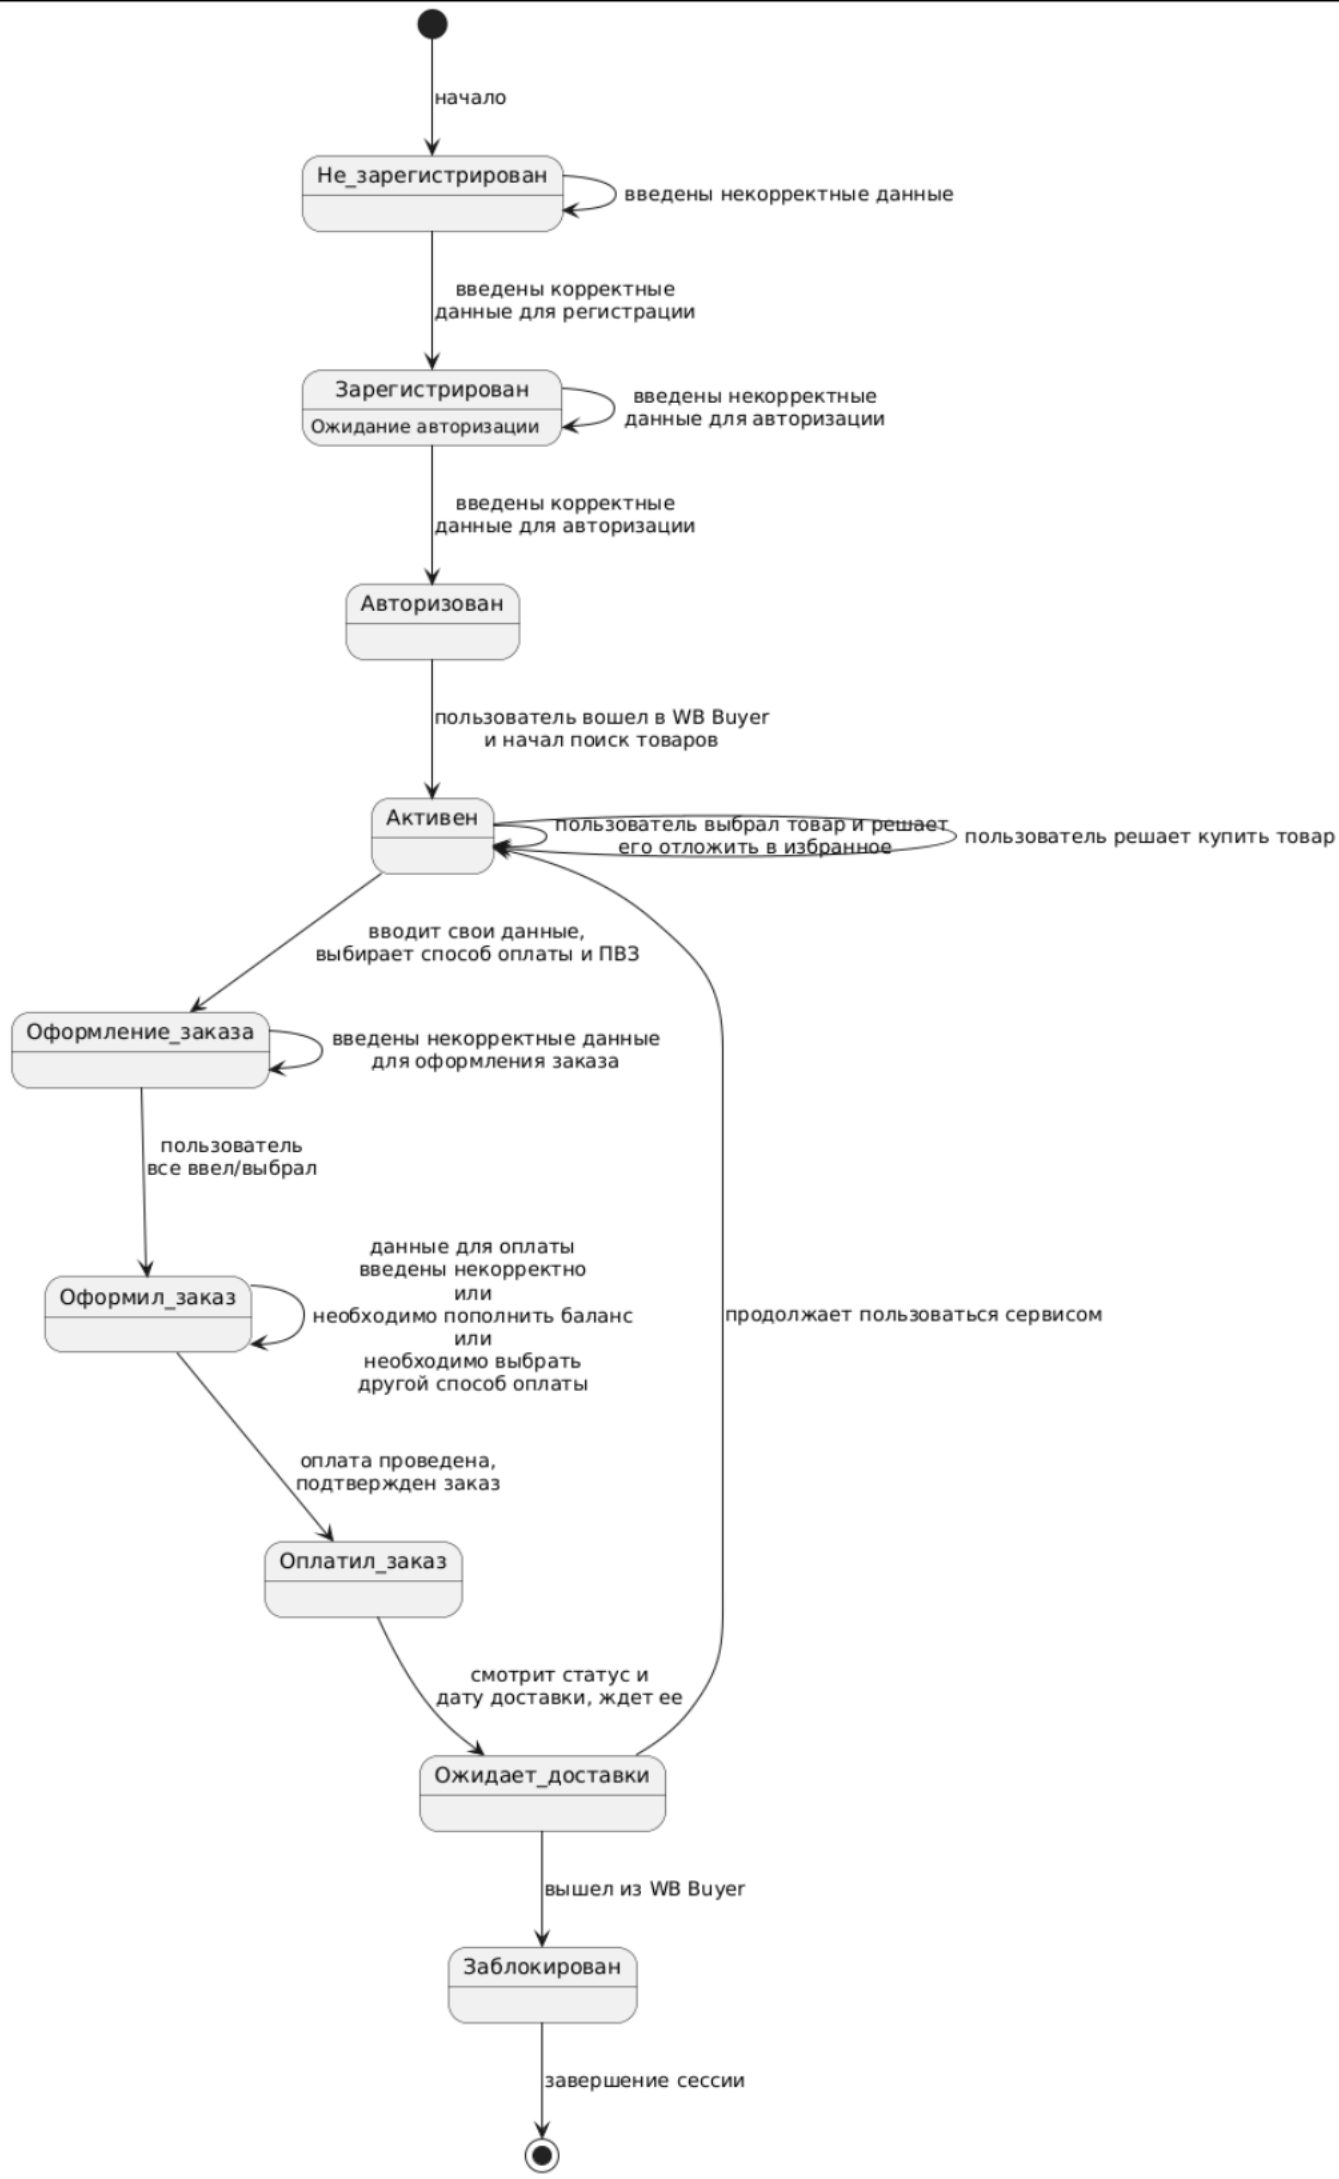 начало
Не_зарегистрирован
введены некорректные данные
введены корректные
данные для регистрации
Зарегистрирован
Ожидание авторизации
введены некорректные
данные для авторизации
введены корректные
данные для авторизации
Авторизован
пользователь вошел в WB Buyer
и начал поиск товаров
Активен
пользователь выбрал товар и решает
его отложить в избранное
пользователь решает купить товар
вводит свои данные,
выбирает способ оплаты и ПВЗ
Оформление_заказа
введены некорректные данные
для оформления заказа
пользователь
все ввел/выбрал
Оформил_заказ
данные для оплаты
введены некорректно
или
необходимо пополнить баланс
или
необходимо выбрать
другой способ оплаты
продолжает пользоваться сервисом
оплата проведена,
подтвержден заказ
Оплатил_заказ
смотрит статус и
дату доставки, ждет ее
Ожидает_доставки
вышел из WB Buyer
Заблокирован
завершение сессии